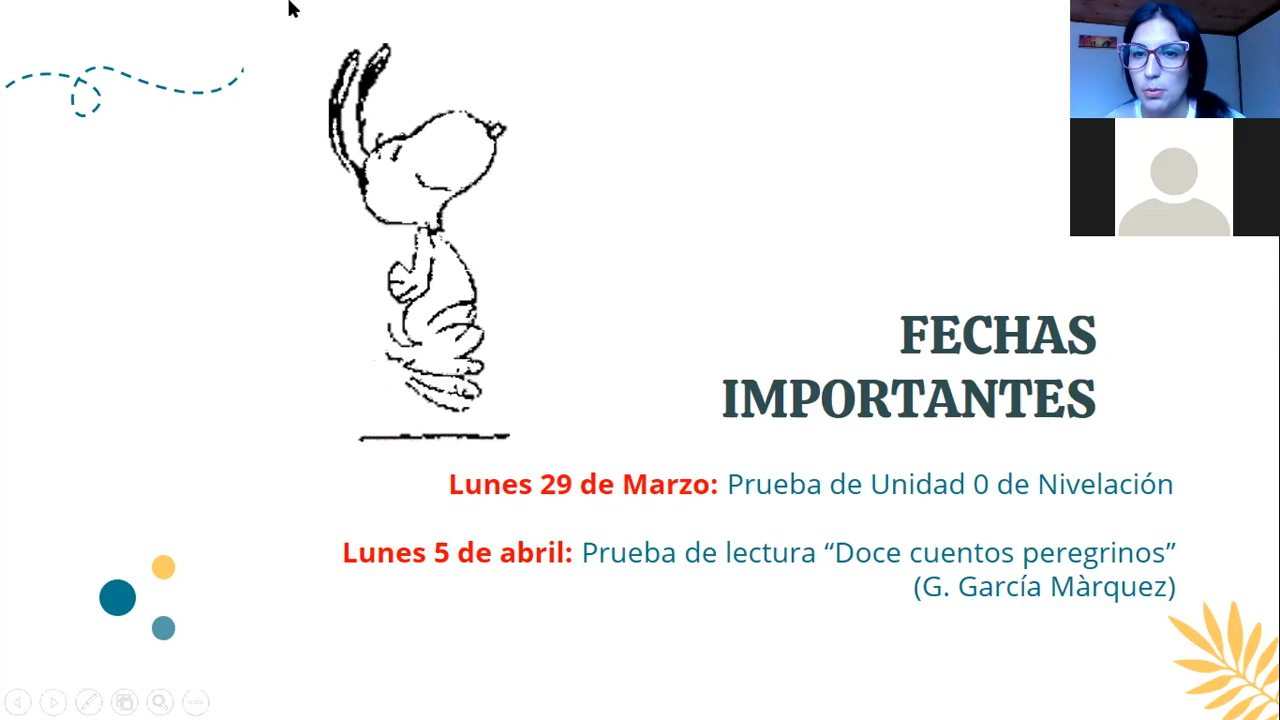 FECHAS
IMPORTANTES
Lunes 29 de Marzo: Prueba de Unidad 0 de Nivelación
Lunes 5 de abril: Prueba de lectura “Doce cuentos peregrinos”
(G. García Màrquez)